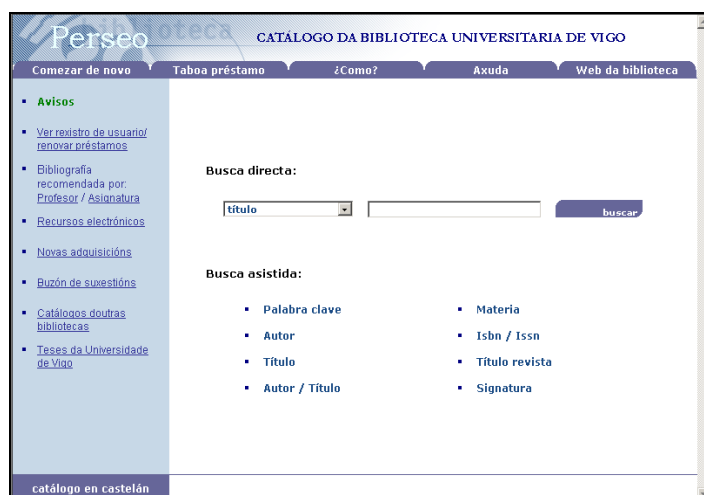 biblioteca
Perseo
CATÁLOGO DA BIBLIOTECA UNIVERSITARIA DE VIGO
Comezar de novo
Taboa préstamo
¿Como?
Axuda
Web da biblioteca
Avisos
Ver rexistro de usuario/
renovar préstamos
Bibliografía
recomendada por:
Profesor / Asignatura
Recursos electrónicos
Novas adquisicións
Buzón de suxestións
Catálogos doutras
bibliotecas
Teses da Universidade
de Vigo
catálogo en castelán
Busca directa:
título
buscar
Busca asistida:
Palabra clave
Materia
Autor
Isbn / Issn
Título
Título revista
Autor / Título
Signatura